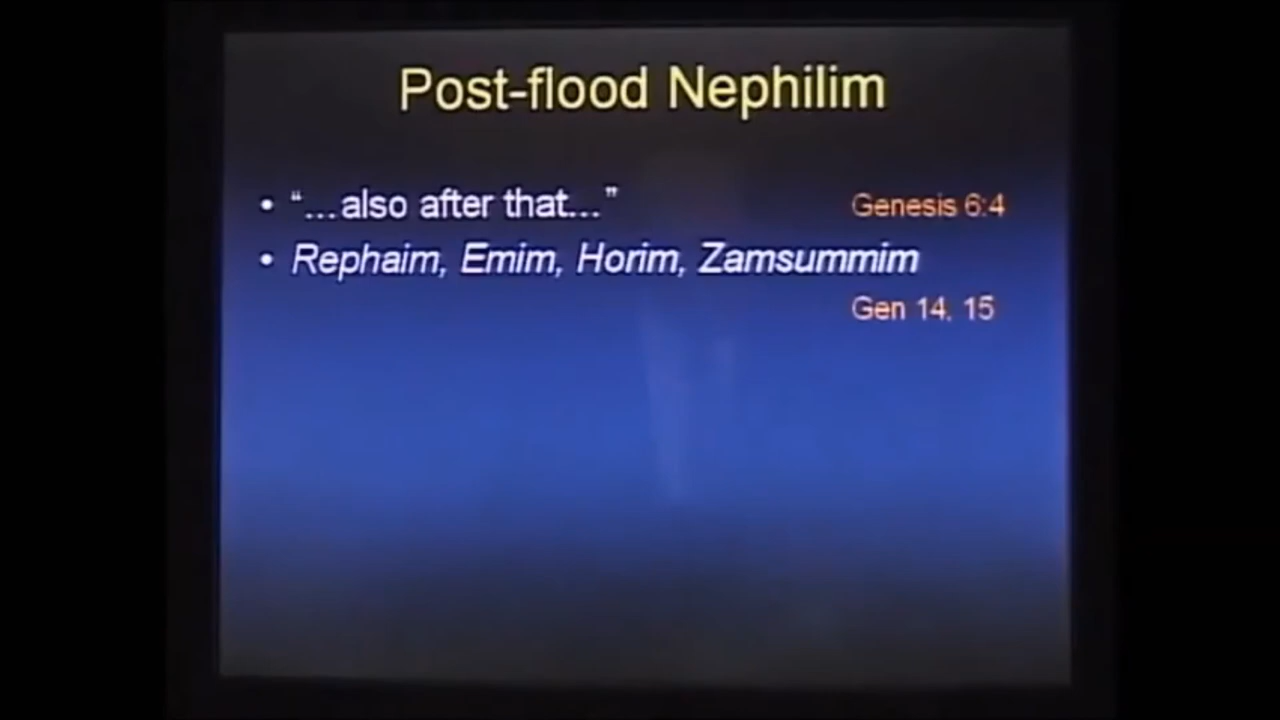 Post-flood Nephilim
• “...also after that...” Genesis 6:4
• Rephaim, Emim, Horim, Zamsummim
Gen 14, 15